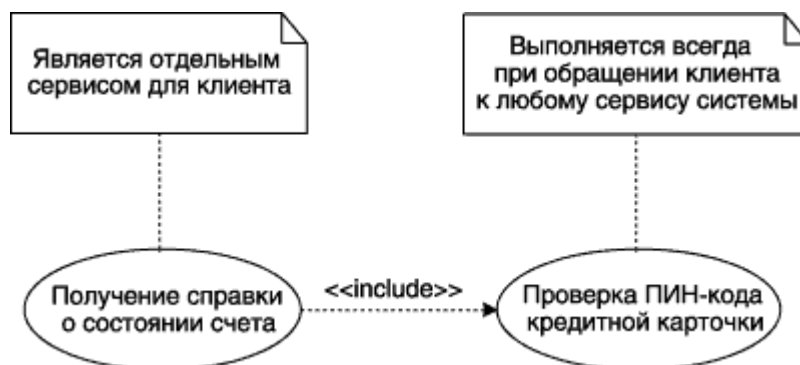 Является отдельным
сервисом для клиента
Выполняется всегда
при обращении клиента
к любому сервису системы
Получение справки
о состоянии счета
<<include>>
Проверка ПИН-кода
кредитной карточки